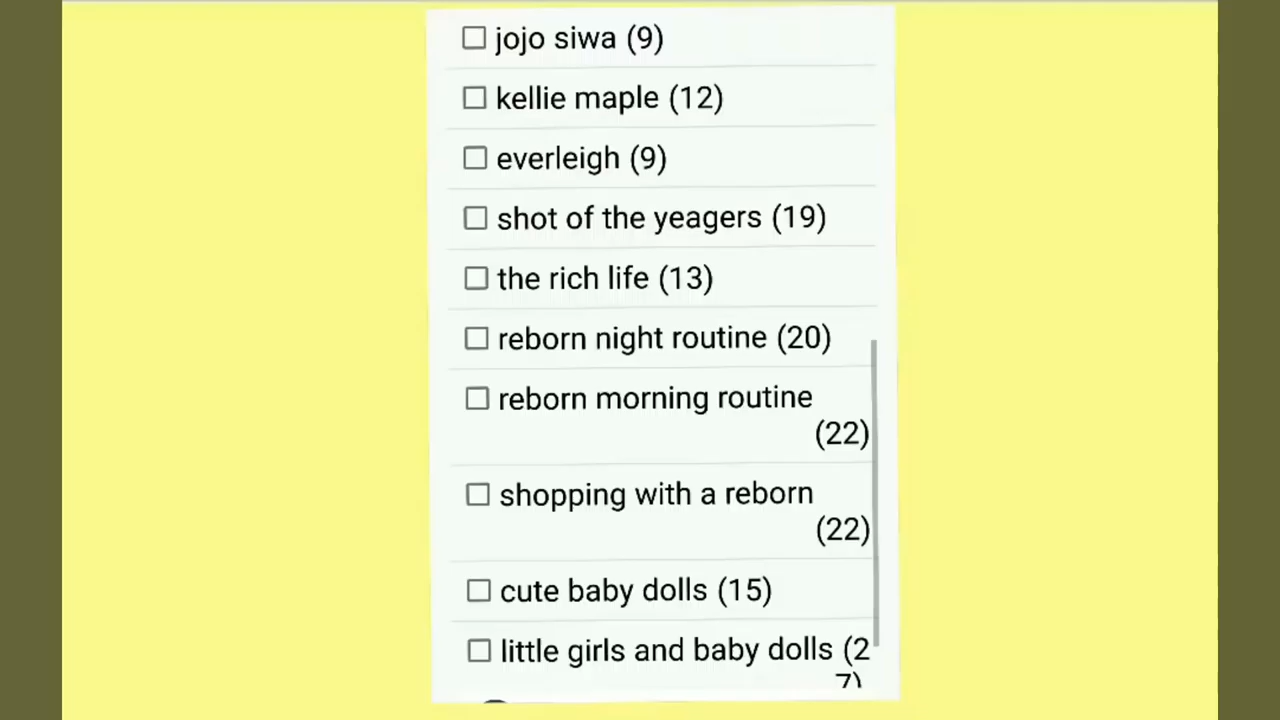 jojo siwa (9)
kellie maple (12)
everleigh (9)
shot of the yeagers (19)
the rich life (13)
reborn night routine (20)
reborn morning routine
(22)
shopping with a reborn
(22)
cute baby dolls (15)
little girls and baby dolls (2
7)